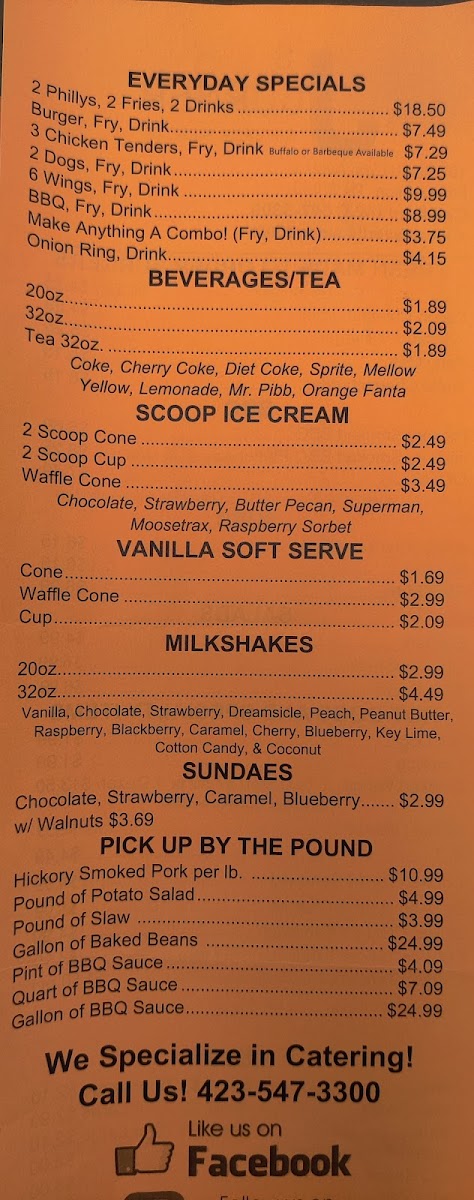 EVERYDAY SPECIALS
2 Phillys, 2 Fries, 2 Drinks ............ $18.50
Burger, Fry, Drink............ $7.49
3 Chicken Tenders, Fry, Drink Buffalo or Barbeque Available $7.29
2 Dogs, Fry, Drink............ $7.25
6 Wings, Fry, Drink ............ $9.99
BBQ, Fry, Drink............ $8.99
Make Anything A Combo! (Fry, Drink)............ $3.75
Onion Ring, Drink............ $4.15
BEVERAGES/TEA
20oz............ $1.89
32oz............ $2.09
Tea 32oz. ............ $1.89
Coke, Cherry Coke, Diet Coke, Sprite, Mellow
Yellow, Lemonade, Mr. Pibb, Orange Fanta
SCOOP ICE CREAM
2 Scoop Cone ............ $2.49
2 Scoop Cup ............ $2.49
Waffle Cone ............ $3.49
Chocolate, Strawberry, Butter Pecan, Superman,
Moosetrax, Raspberry Sorbet
VANILLA SOFT SERVE
Cone............ $1.69
Waffle Cone ............ $2.99
Cup............ $2.09
MILKSHAKES
20oz............ $2.99
32oz............ $4.49
Vanilla, Chocolate, Strawberry, Dreamsicle, Peach, Peanut Butter,
Raspberry, Blackberry, Caramel, Cherry, Blueberry, Key Lime,
Cotton Candy, & Coconut
SUNDAES
Chocolate, Strawberry, Caramel, Blueberry....... $2.99
w/ Walnuts $3.69
PICK UP BY THE POUND
Hickory Smoked Pork per lb. ............ $10.99
Pound of Potato Salad............ $4.99
Pound of Slaw ............ $3.99
Gallon of Baked Beans ............ $24.99
Pint of BBQ Sauce ............ $4.09
Quart of BBQ Sauce ............ $7.09
Gallon of BBQ Sauce............ $24.99
We Specialize in Catering!
Call Us! 423-547-3300
Like us on
Facebook